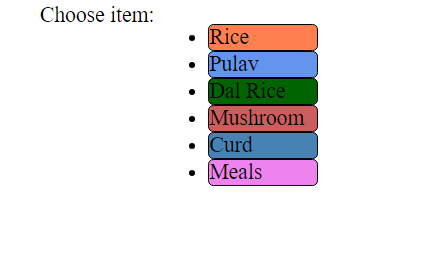 Choose item:
Rice
Pulav
Dal Rice
Mushroom
Curd
Meals